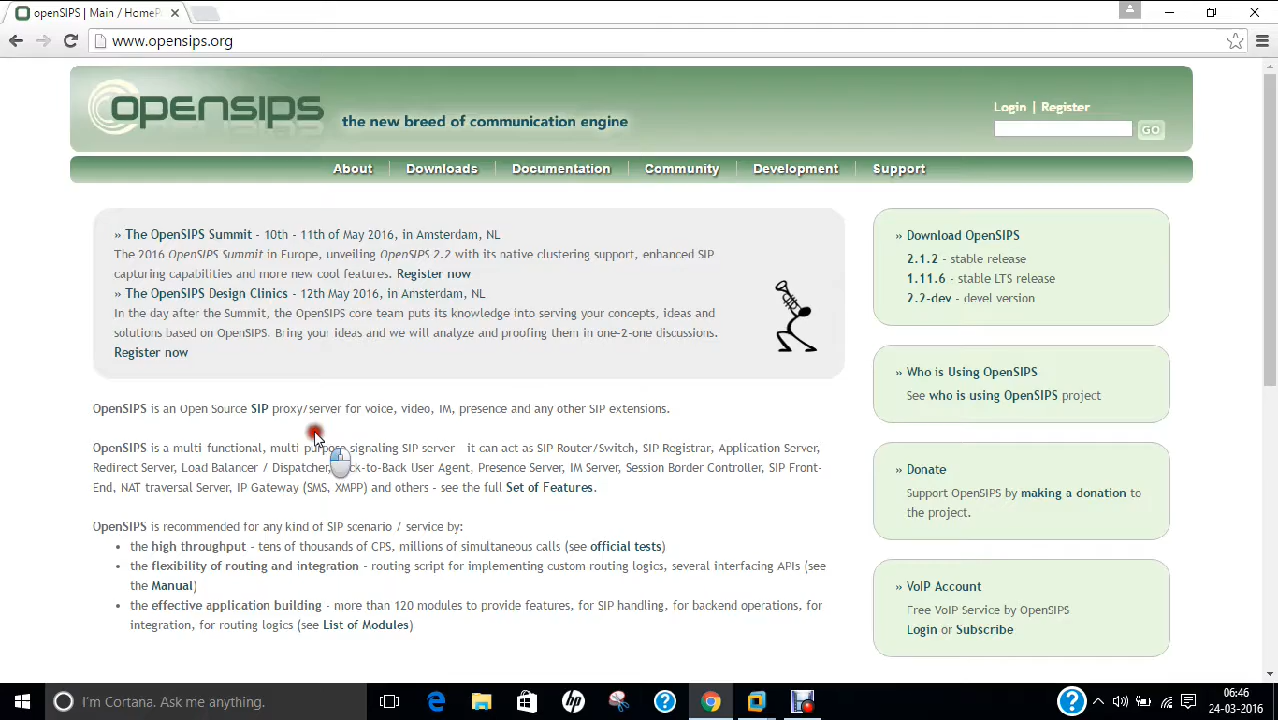 openSIPS | Main / HomeP
www.opensips.org
opensips
the new breed of communication engine
Login | Register
GO
About
Downloads
Documentation
Community
Development
Support
» The OpenSIPS Summit - 10th - 11th of May 2016, in Amsterdam, NL
The 2016 OpenSIPS Summit in Europe, unveiling OpenSIPS 2.2 with its native clustering support, enhanced SIP
capturing capabilities and more new cool features. Register now
» The OpenSIPS Design Clinics - 12th May 2016, in Amsterdam, NL
In the day after the Summit, the OpenSIPS core team puts its knowledge into serving your concepts, ideas and
solutions based on OpenSIPS. Bring your ideas and we will analyze and proofing them in one-2-one discussions.
Register now
OpenSIPS is an Open Source SIP proxy/server for voice, video, IM, presence and any other SIP extensions.
OpenSIPS is a multi-functional, multi-purpose signaling SIP server - it can act as SIP Router/Switch, SIP Registrar, Application Server,
Redirect Server, Load Balancer / Dispatcher, Back-to-Back User Agent, Presence Server, IM Server, Session Border Controller, SIP Front-
End, NAT traversal Server, IP Gateway (SMS, XMPP) and others - see the full Set of Features.
OpenSIPS is recommended for any kind of SIP scenario / service by:
• the high throughput - tens of thousands of CPS, millions of simultaneous calls (see official tests)
• the flexibility of routing and integration - routing script for implementing custom routing logics, several interfacing APIs (see
the Manual)
• the effective application building - more than 120 modules to provide features, for SIP handling, for backend operations, for
integration, for routing logics (see List of Modules)
» Download OpenSIPS
2.1.2 - stable release
1.11.6 - stable LTS release
2.2-dev - devel version
» Who is Using OpenSIPS
See who is using OpenSIPS project
» Donate
Support OpenSIPS by making a donation to
the project.
» VoIP Account
Free VoIP Service by OpenSIPS
Login or Subscribe
I'm Cortana. Ask me anything.
06:46
24-03-2016